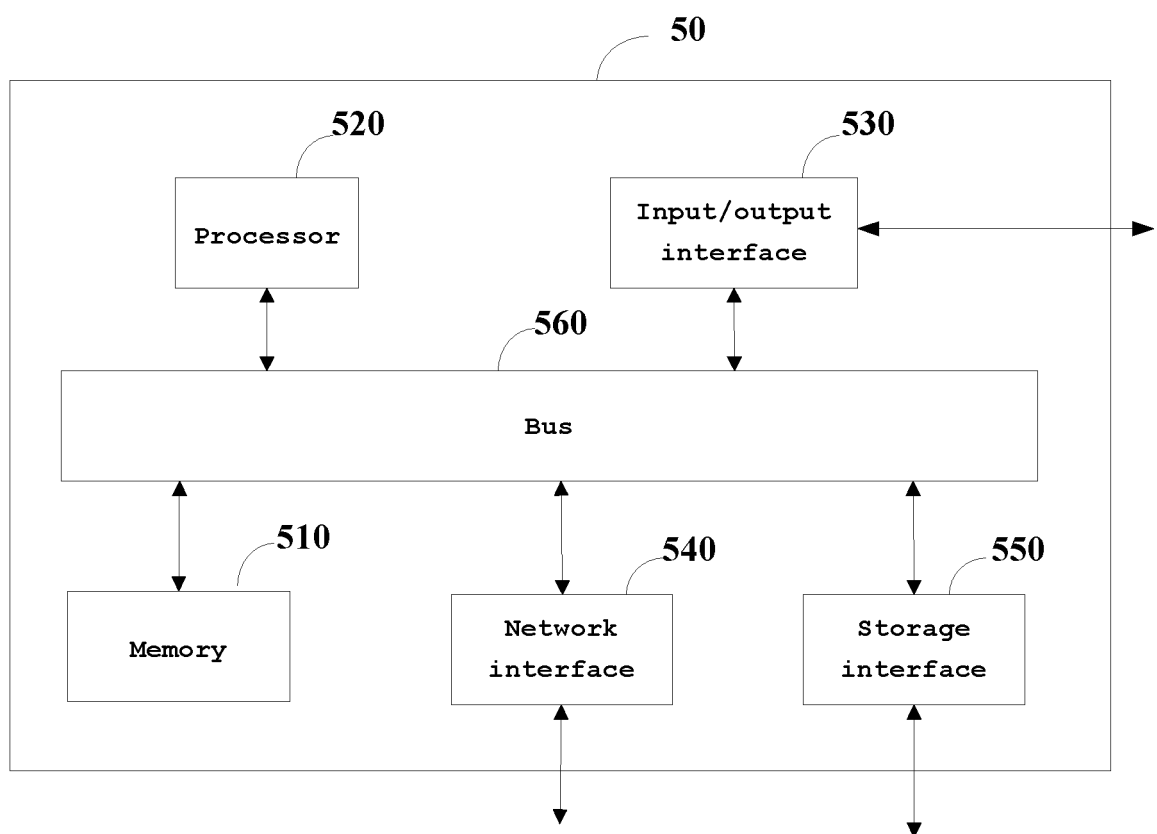 50
520
530
Processor
Input/output
interface
560
Bus
510
540
550
Memory
Network
interface
Storage
interface